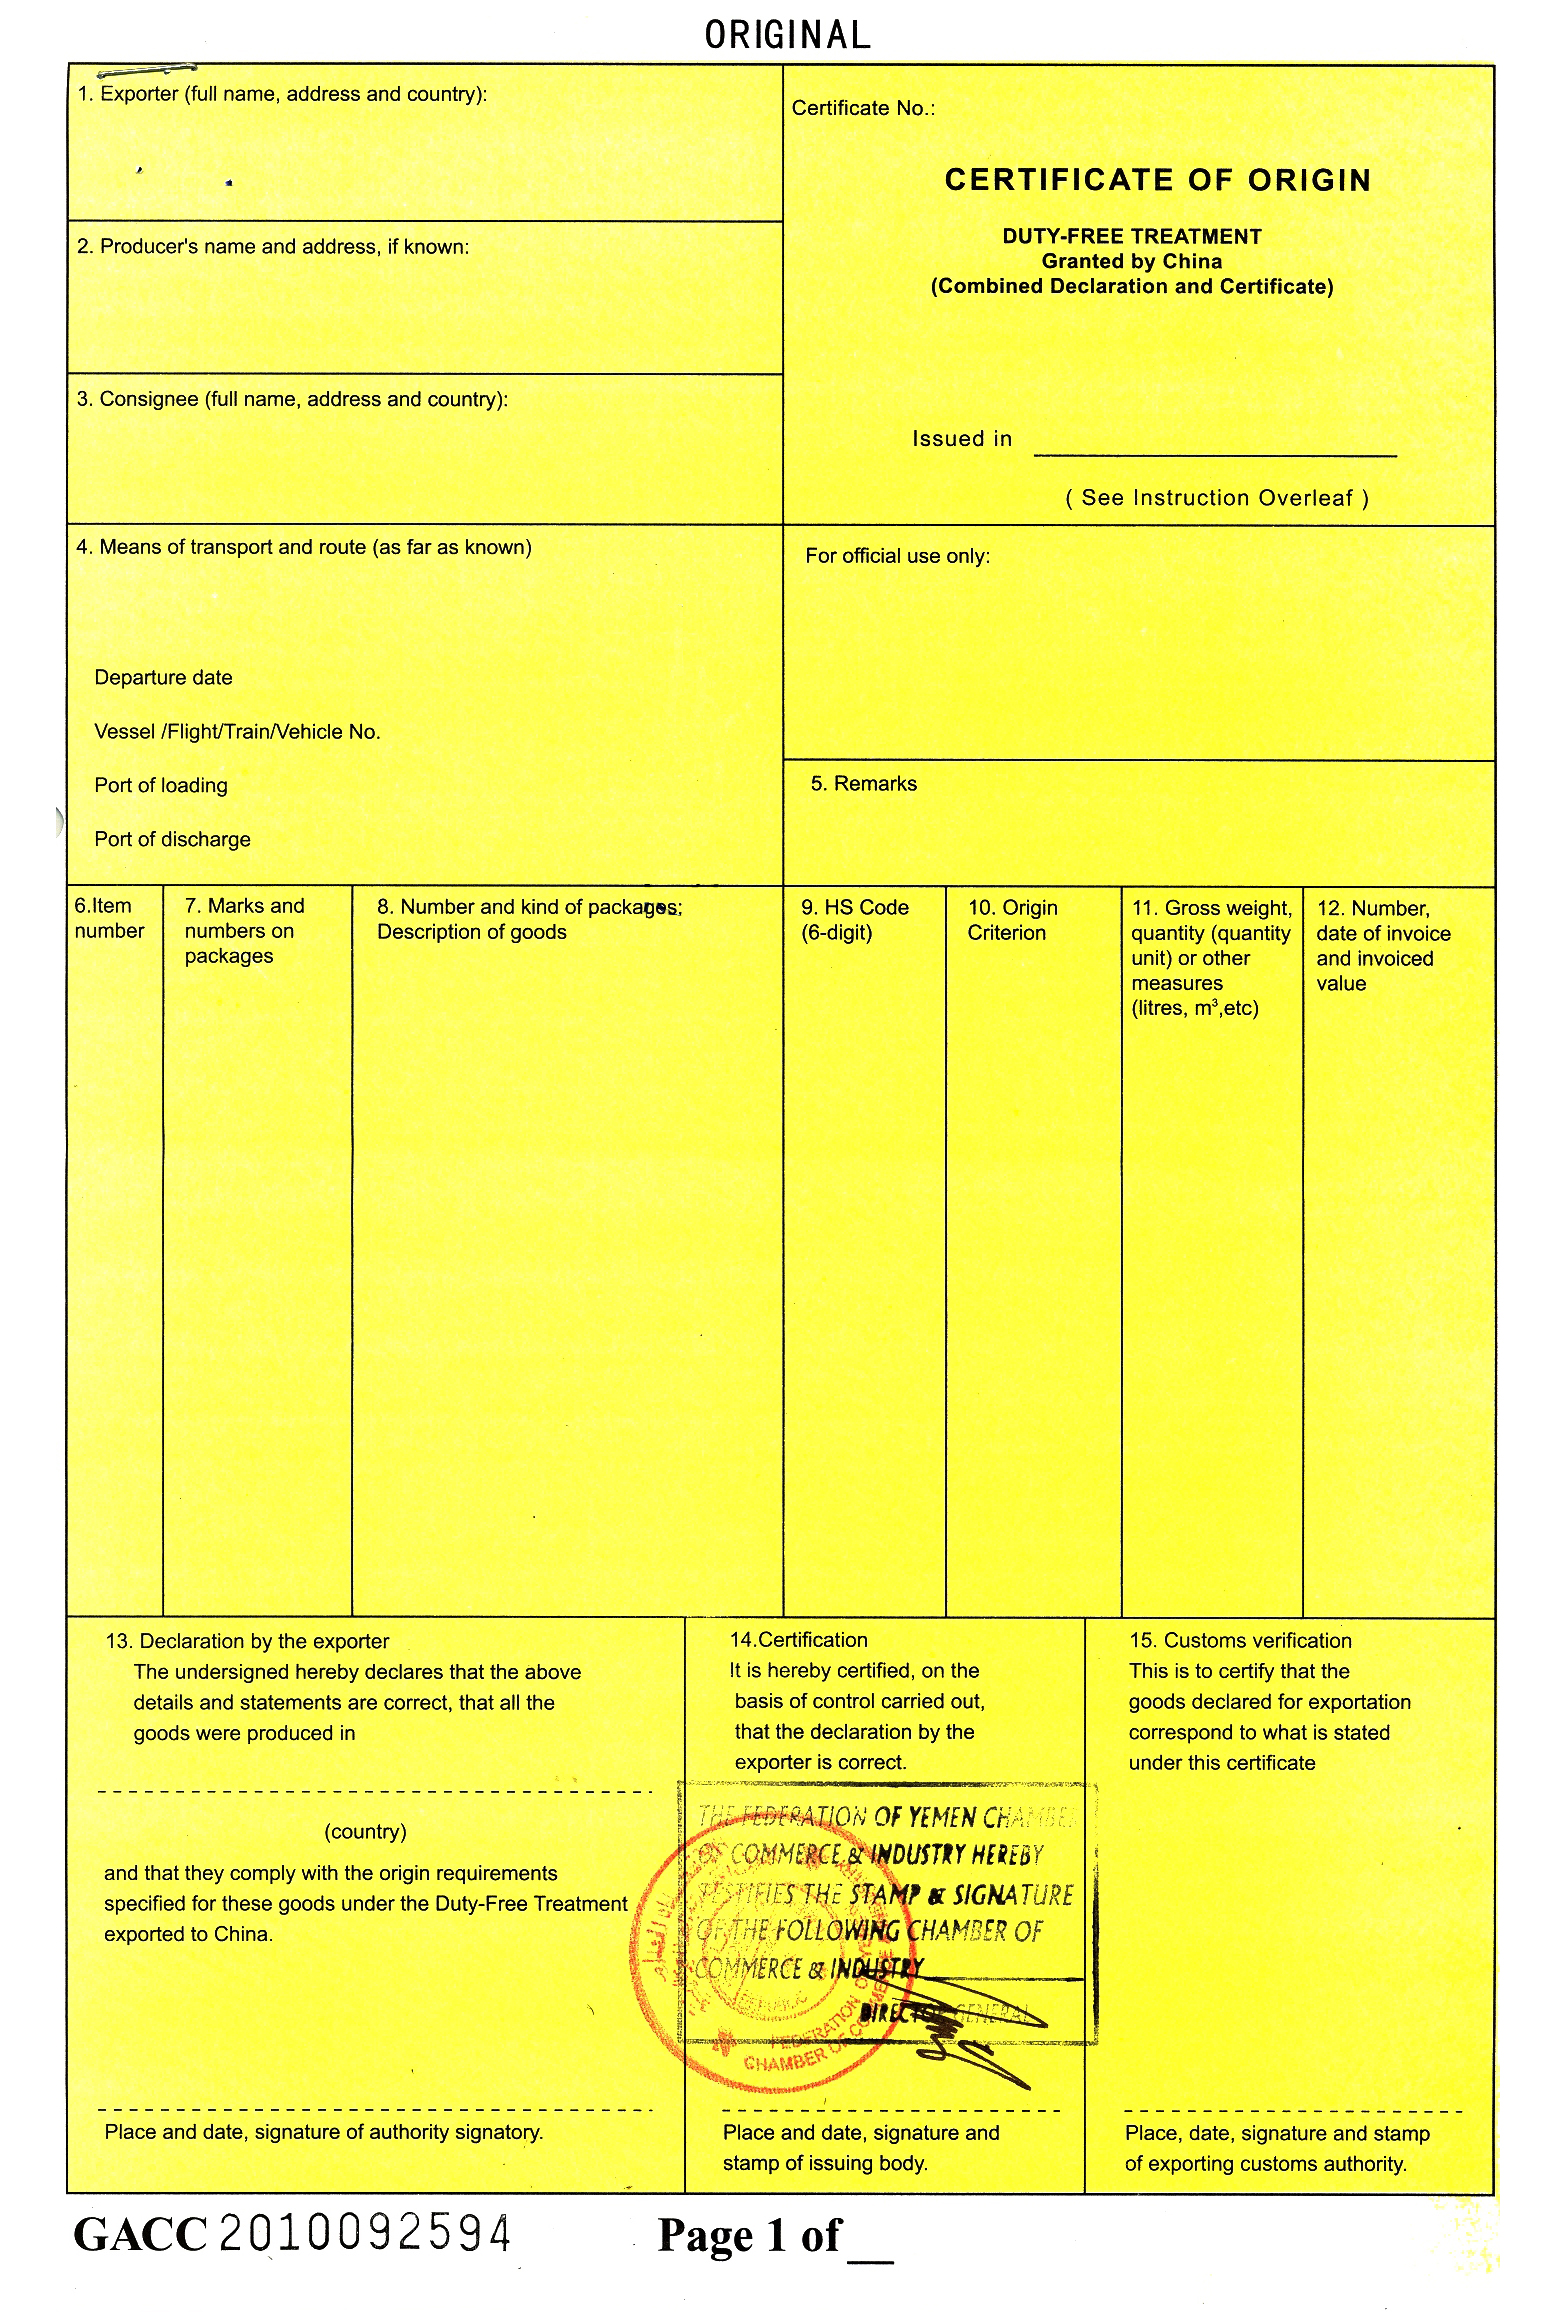 ORIGINAL
1. Exporter (full name, address and country):
Certificate No.:
CERTIFICATE OF ORIGIN
DUTY-FREE TREATMENT
Granted by China
(Combined Declaration and Certificate)
2. Producer's name and address, if known:
3. Consignee (full name, address and country):
Issued in
( See Instruction Overleaf )
4. Means of transport and route (as far as known)
Departure date
Vessel /Flight/Train/Vehicle No.
Port of loading
Port of discharge
For official use only:
5. Remarks
6.Item
number
7. Marks and
numbers on
packages
8. Number and kind of packages;
Description of goods
9. HS Code
(6-digit)
10. Origin
Criterion
11. Gross weight,
quantity (quantity
unit) or other
measures
(litres, m³,etc)
12. Number,
date of invoice
and invoiced
value
13. Declaration by the exporter
The undersigned hereby declares that the above
details and statements are correct, that all the
goods were produced in
(country)
and that they comply with the origin requirements
specified for these goods under the Duty-Free Treatment
exported to China.
Place and date, signature of authority signatory.
14.Certification
It is hereby certified, on the
basis of control carried out,
that the declaration by the
exporter is correct.
THE FEDERATION OF YEMEN CHAMBER
OF COMMERCE & INDUSTRY HEREBY
TESTIFIES THE STAMP & SIGNATURE
OF THE FOLLOWING CHAMBER OF
COMMERCE & INDUSTRY
DIRECTOR GENERAL
FEDERATION OF
CHAMBER OF COMMERCE
Place and date, signature and
stamp of issuing body.
15. Customs verification
This is to certify that the
goods declared for exportation
correspond to what is stated
under this certificate
Place, date, signature and stamp
of exporting customs authority.
GACC 2010092594
Page 1 of